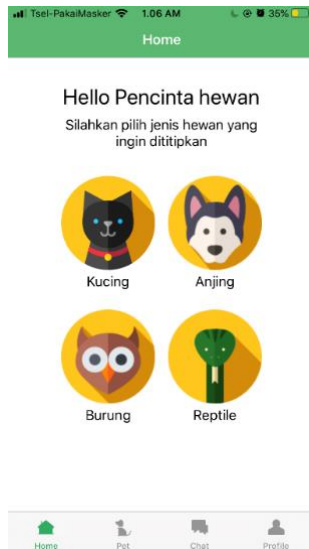 Tsel-PakaiMasker 1.06 AM 35%
Home
Hello Pencinta hewan
Silahkan pilih jenis hewan yang
ingin dititipkan
Kucing Anjing
Burung Reptile
Home Pet Chat Profile